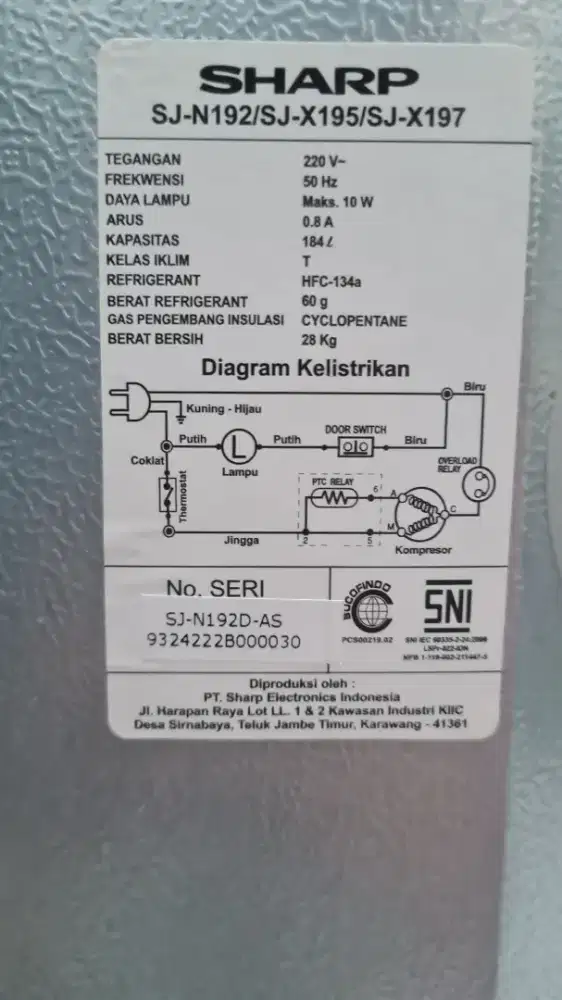 SHARP
SJ-N192/SJ-X195/SJ-X197
TEGANGAN 220 V~
FREKWENSI 50 Hz
DAYA LAMPU Maks. 10 W
ARUS 0.8 A
KAPASITAS 184 ℓ
KELAS IKLIM T
REFRIGERANT HFC-134a
BERAT REFRIGERANT 60 g
GAS PENGEMBANG INSULASI CYCLOPENTANE
BERAT BERSIH 28 Kg
Diagram Kelistrikan
Biru
Kuning - Hijau
DOOR SWITCH
Putih L Putih Biru
Coklat Lampu
OVERLOAD
RELAY
Thermostat
PTC RELAY
6 A
C
M
Jingga 2 5
Kompresor
No. SERI
SJ-N192D-AS
9324222B000030
SUCOFINDO
PCS00219.02
SNI
Diproduksi oleh :
PT. Sharp Electronics Indonesia
Jl. Harapan Raya Lot LL. 1 & 2 Kawasan Industri KIIC
Desa Sirnabaya, Teluk Jambe Timur, Karawang - 41361